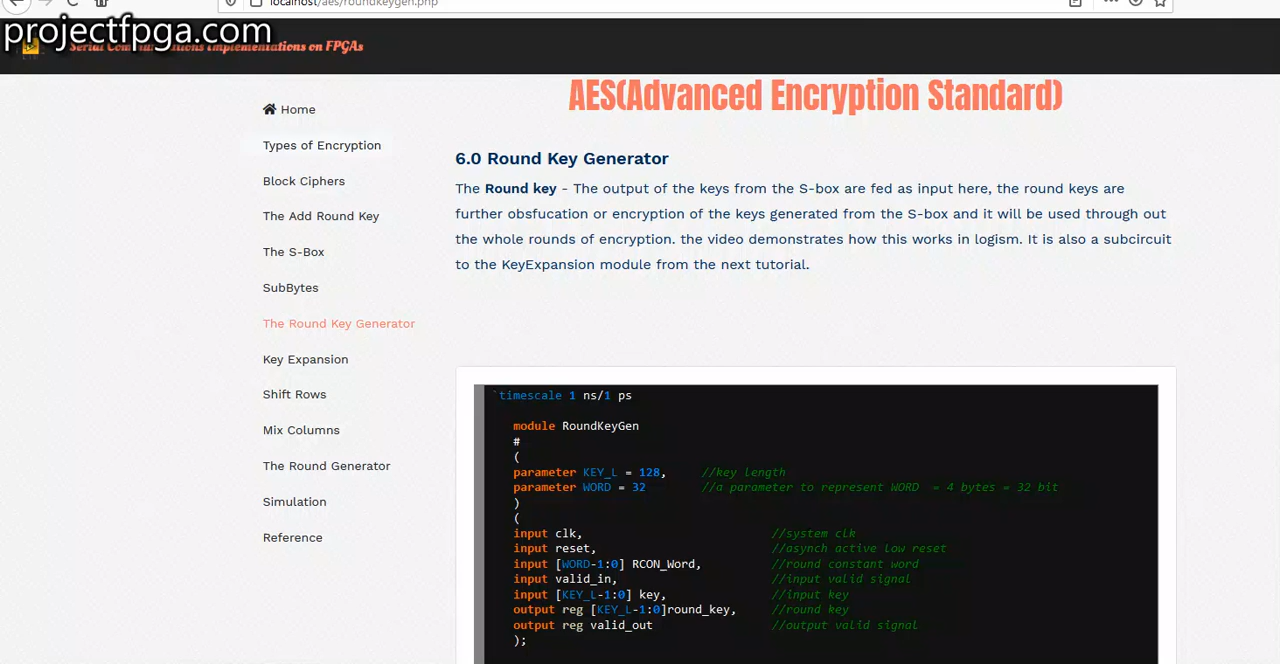 localhost/aes/roundkeygen.php
projectfpga.com
Implementations on FPGAs
AES(Advanced Encryption Standard)
Home
Types of Encryption
Block Ciphers
The Add Round Key
The S-Box
SubBytes
The Round Key Generator
Key Expansion
Shift Rows
Mix Columns
The Round Generator
Simulation
Reference
6.0 Round Key Generator
The Round key - The output of the keys from the S-box are fed as input here, the round keys are
further obsfucation or encryption of the keys generated from the S-box and it will be used through out
the whole rounds of encryption. the video demonstrates how this works in logism. It is also a subcircuit
to the KeyExpansion module from the next tutorial.
`timescale 1 ns/1 ps
module RoundKeyGen
#
(
parameter KEY_L = 128, //key length
parameter WORD = 32 //a parameter to represent WORD = 4 bytes = 32 bit
)
(
input clk, //system clk
input reset, //asynch active low reset
input [WORD-1:0] RCON_Word, //round constant word
input valid_in, //input valid signal
input [KEY_L-1:0] key, //input key
output reg [KEY_L-1:0]round_key, //round key
output reg valid_out //output valid signal
);